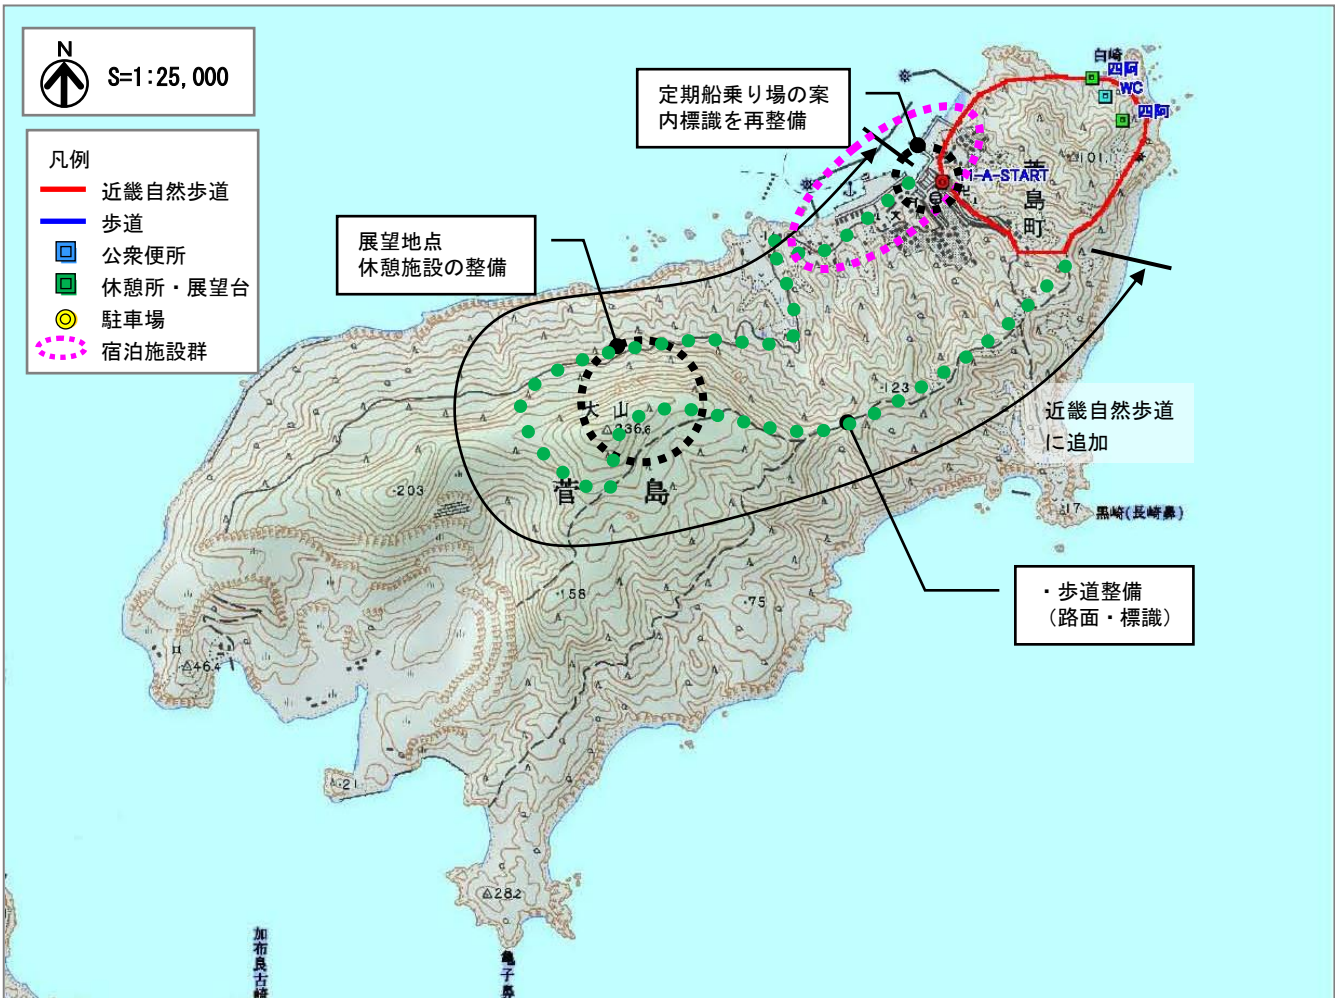 N
S=1:25,000
凡例
近畿自然歩道
歩道
公衆便所
休憩所・展望台
駐車場
宿泊施設群
定期船乗り場の案
内標識を再整備
展望地点
休憩施設の整備
白崎
四阿
WC
四阿
101
11-A-START
菅島町
123
近畿自然歩道
に追加
大山
236.6
菅島
203
17
黒崎(長崎鼻)
・歩道整備
(路面・標識)
158
75
46.4
21
28.2
加布良古崎
亀子鼻